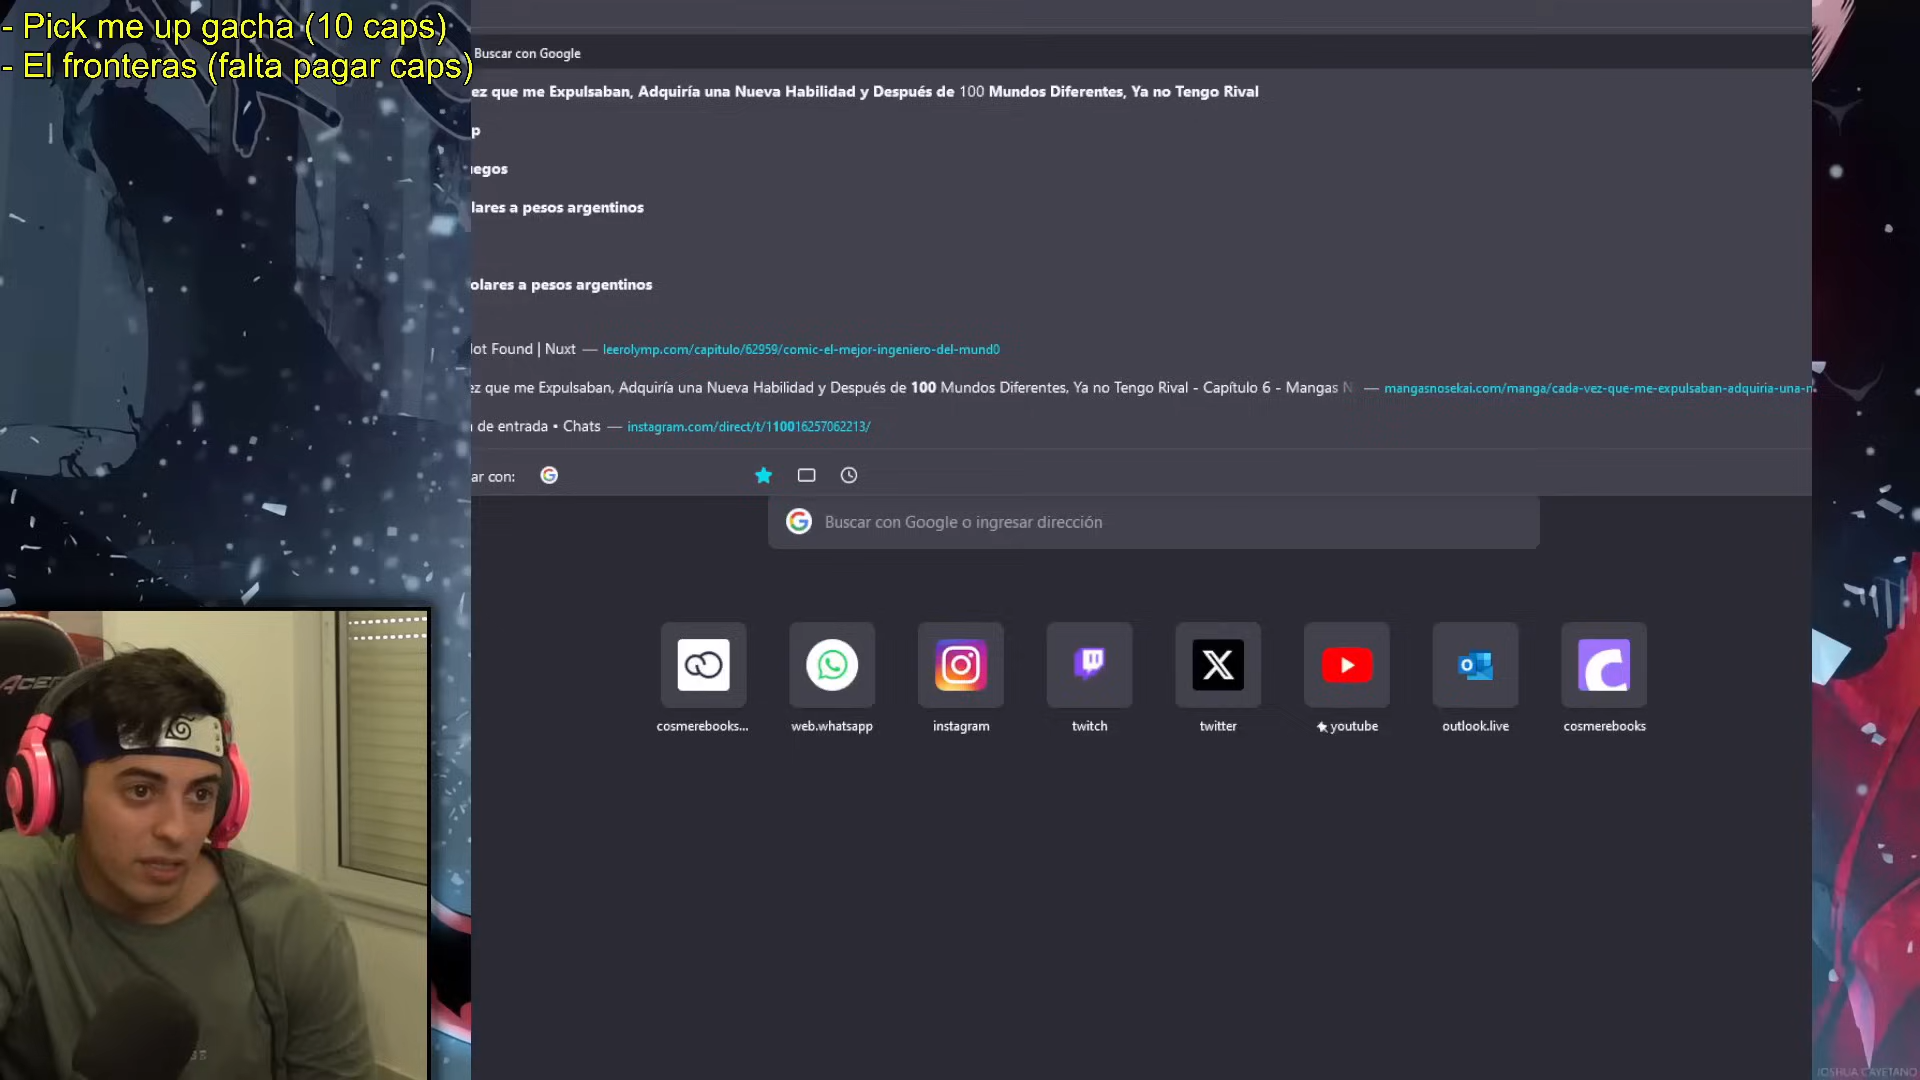 - Pick me up gacha (10 caps)
- El fronteras (falta pagar caps)
Buscar con Google
ez que me Expulsaban, Adquiría una Nueva Habilidad y Después de 100 Mundos Diferentes, Ya no Tengo Rival
p
uegos
lares a pesos argentinos
olares a pesos argentinos
lot Found | Nuxt — leerolymp.com/capitulo/62959/comic-el-mejor-ingeniero-del-mund0
ez que me Expulsaban, Adquiría una Nueva Habilidad y Después de 100 Mundos Diferentes, Ya no Tengo Rival - Capítulo 6 - Mangas N — mangasnosekai.com/manga/cada-vez-que-me-expulsaban-adquiria-una-n
de entrada • Chats — instagram.com/direct/t/110016257062213/
ar con:
Buscar con Google o ingresar dirección
cosmerebooks...
web.whatsapp
instagram
twitch
twitter
youtube
outlook.live
cosmerebooks
JOSHUA CAYETANO